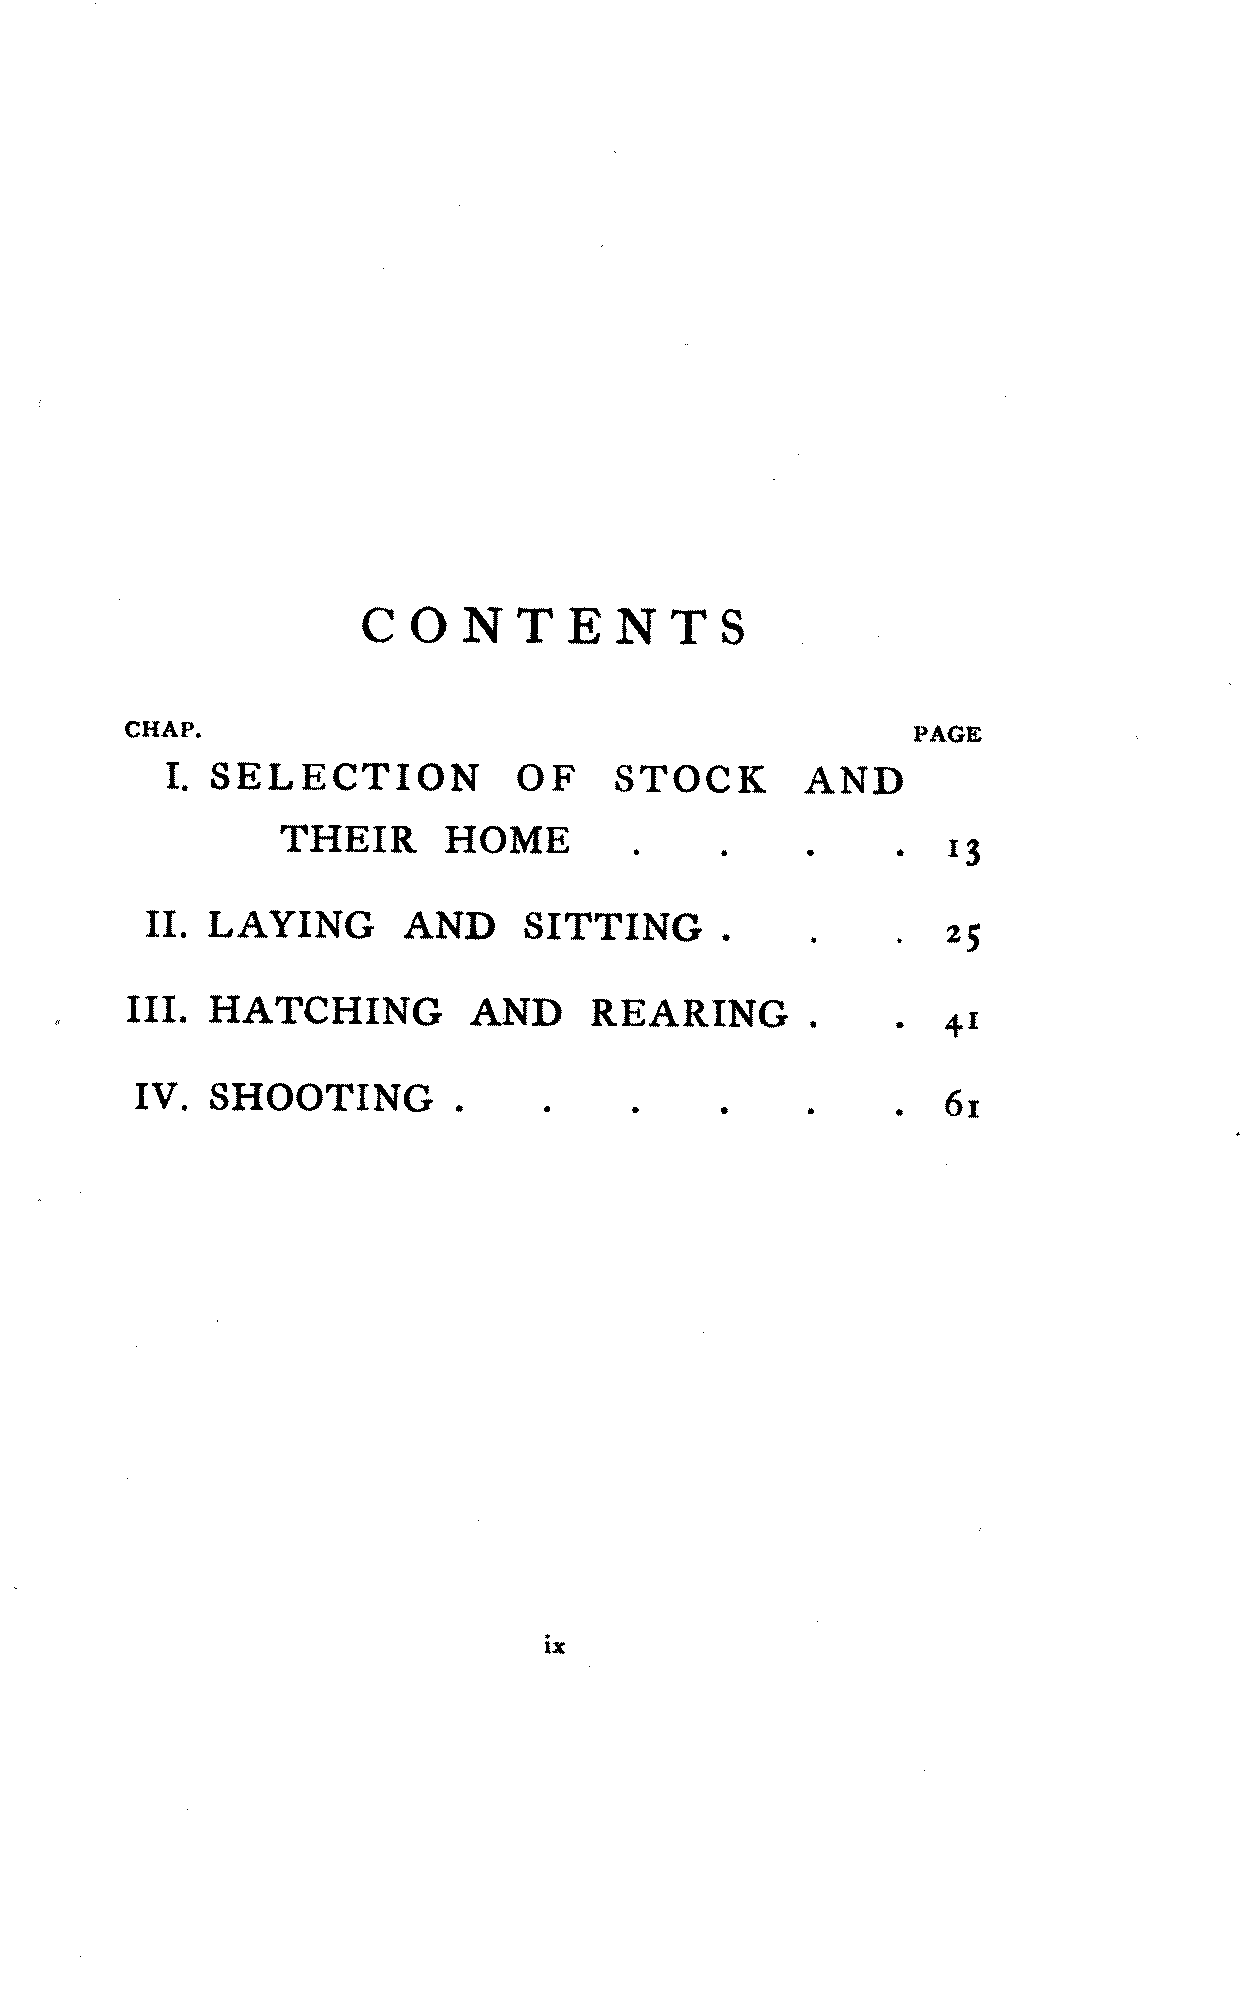 CONTENTS
CHAP. PAGE
I. SELECTION OF STOCK AND
THEIR HOME . . . . 13
II. LAYING AND SITTING . . . 25
III. HATCHING AND REARING . . 41
IV. SHOOTING . . . . . . 61
ix